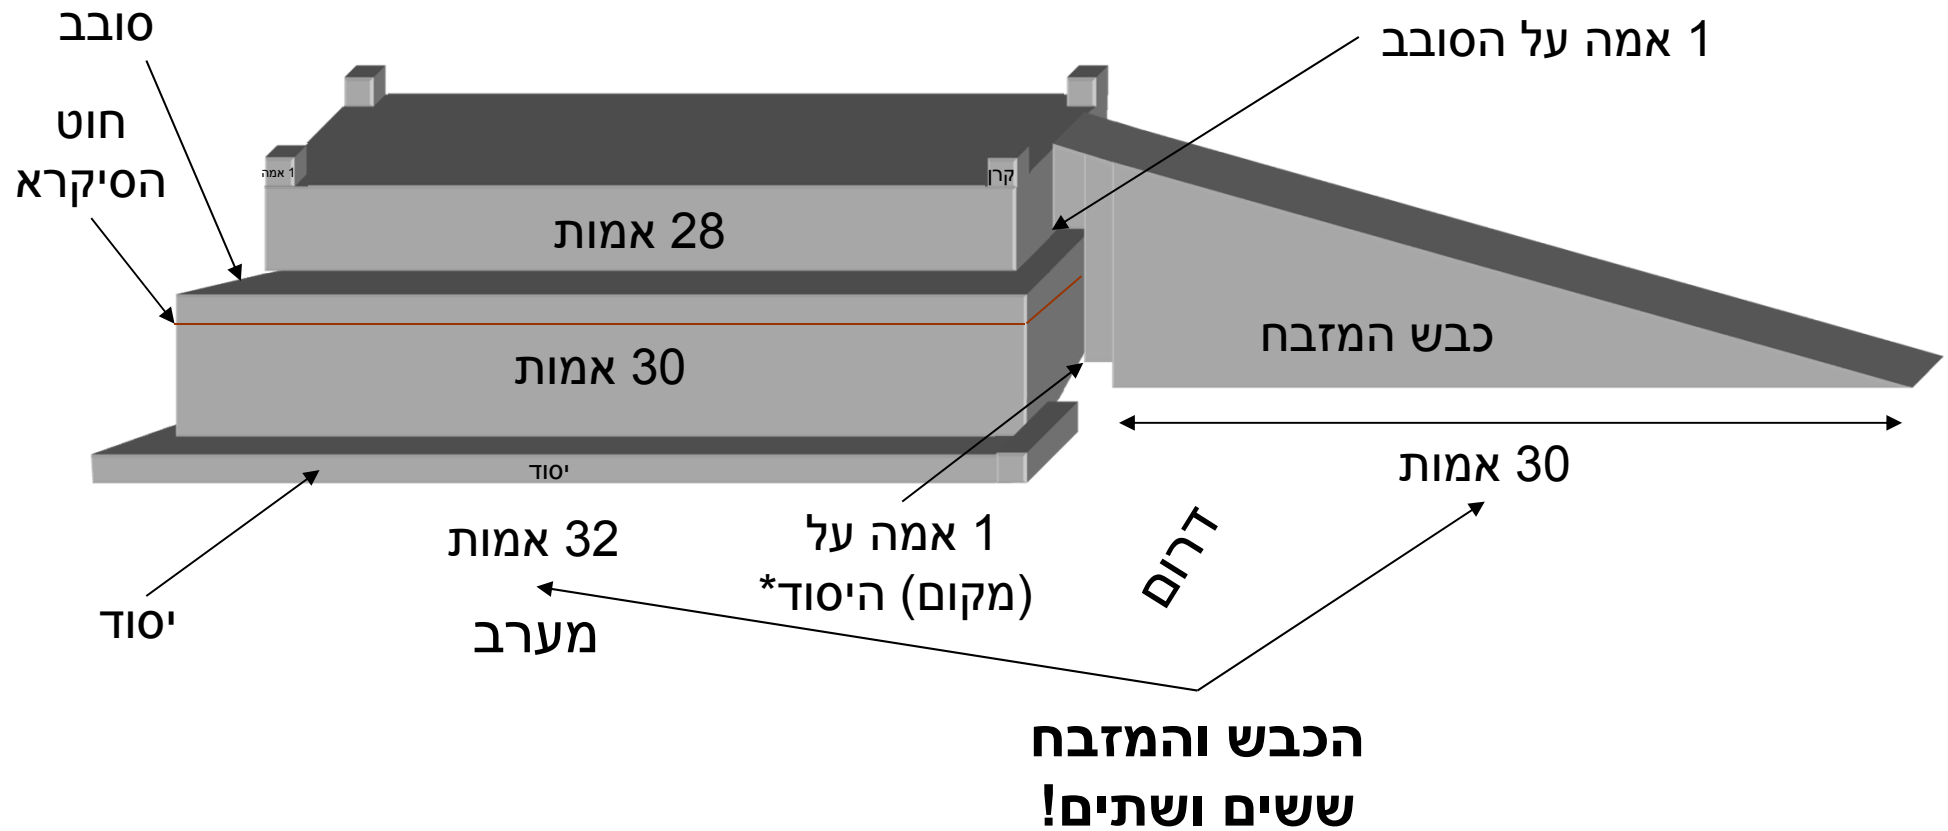 סובב
1 אמה על הסובב
חוט
הסיקרא
1 אמה
קרן
28 אמות
כבש המזבח
30 אמות
יסוד
30 אמות
32 אמות
1 אמה על
(מקום) היסוד*
דרום
יסוד
מערב
הכבש והמזבח
ששים ושתים!